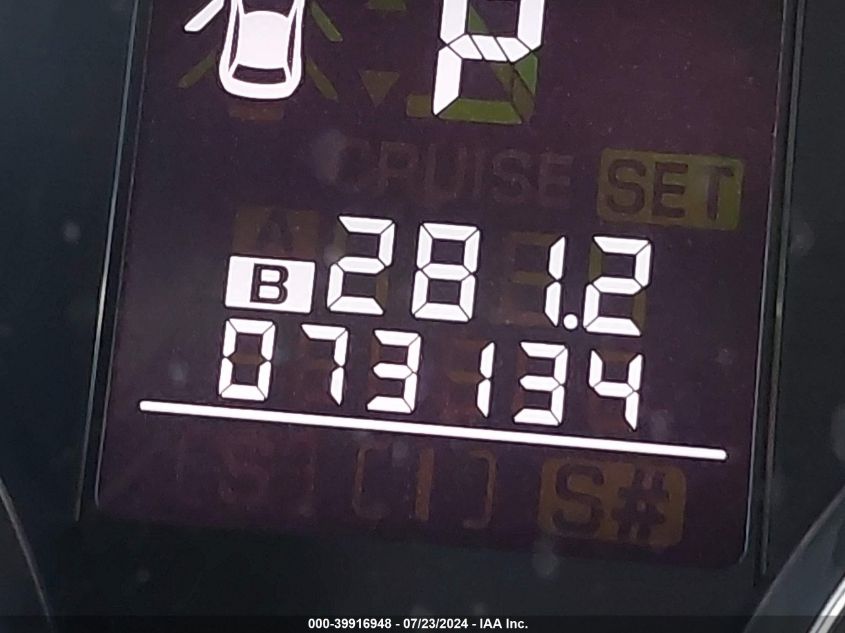 P
CRUISE SET
A
B 281.2
073134
[S] [I] S#
000-39916948 - 07/23/2024 - IAA Inc.